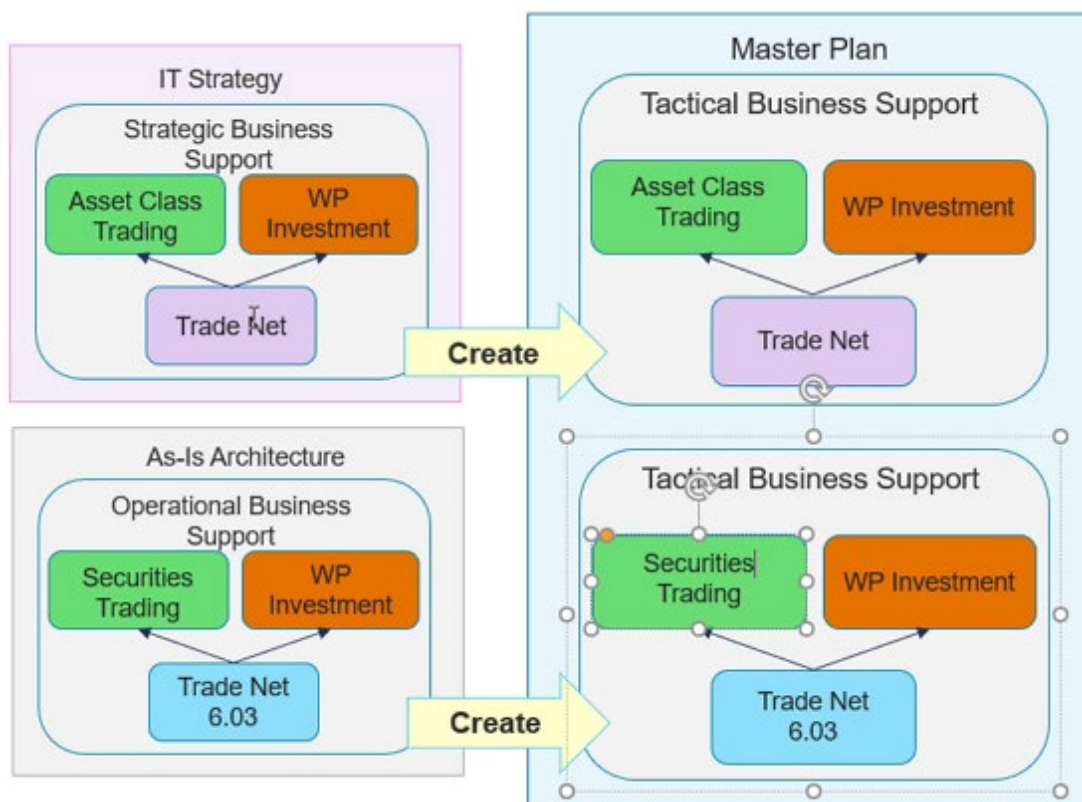 IT Strategy
Strategic Business
Support
Asset Class
Trading
WP
Investment
Trade Net
Create
As-Is Architecture
Operational Business
Support
Securities
Trading
WP
Investment
Trade Net
6.03
Create
Master Plan
Tactical Business Support
Asset Class
Trading
WP Investment
Trade Net
Tactical Business Support
Securities
Trading
WP Investment
Trade Net
6.03